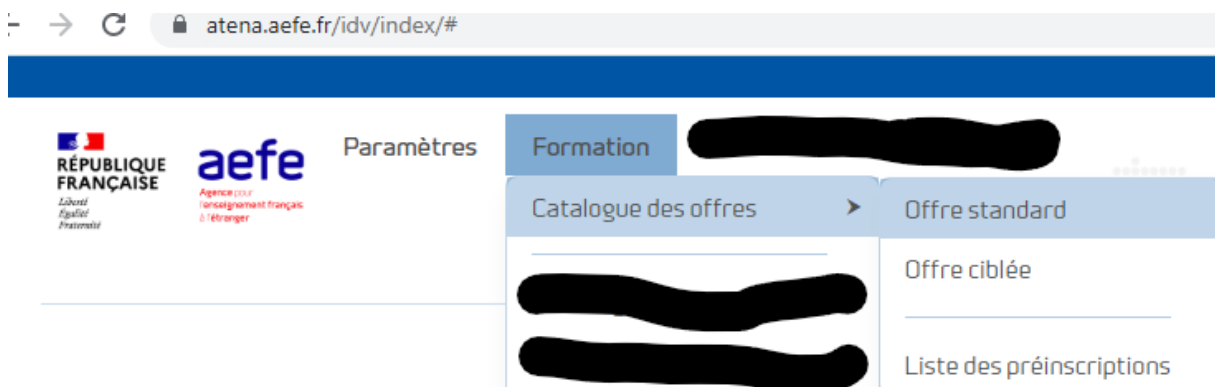 atena.aefe.fr/idv/index/#
RÉPUBLIQUE
FRANÇAISE
Liberté
Égalité
Fraternité
aefe
Agence pour
l'enseignement français
à l'étranger
Paramètres
Formation
Catalogue des offres
Offre standard
Offre ciblée
Liste des préinscriptions